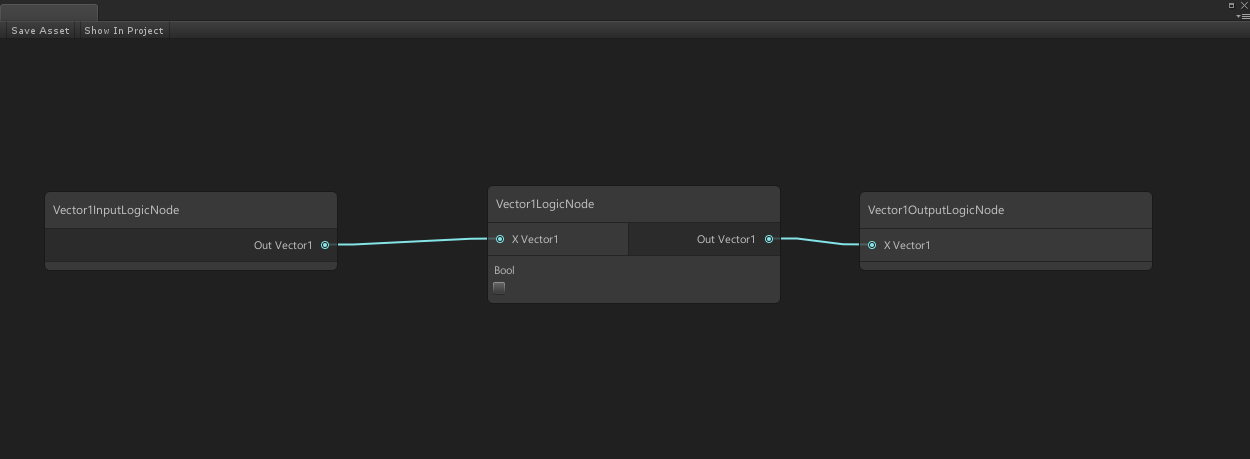 Save Asset Show In Project
Vector1InputLogicNode
Out Vector1
Vector1LogicNode
X Vector1 Out Vector1
Bool
Vector1OutputLogicNode
X Vector1